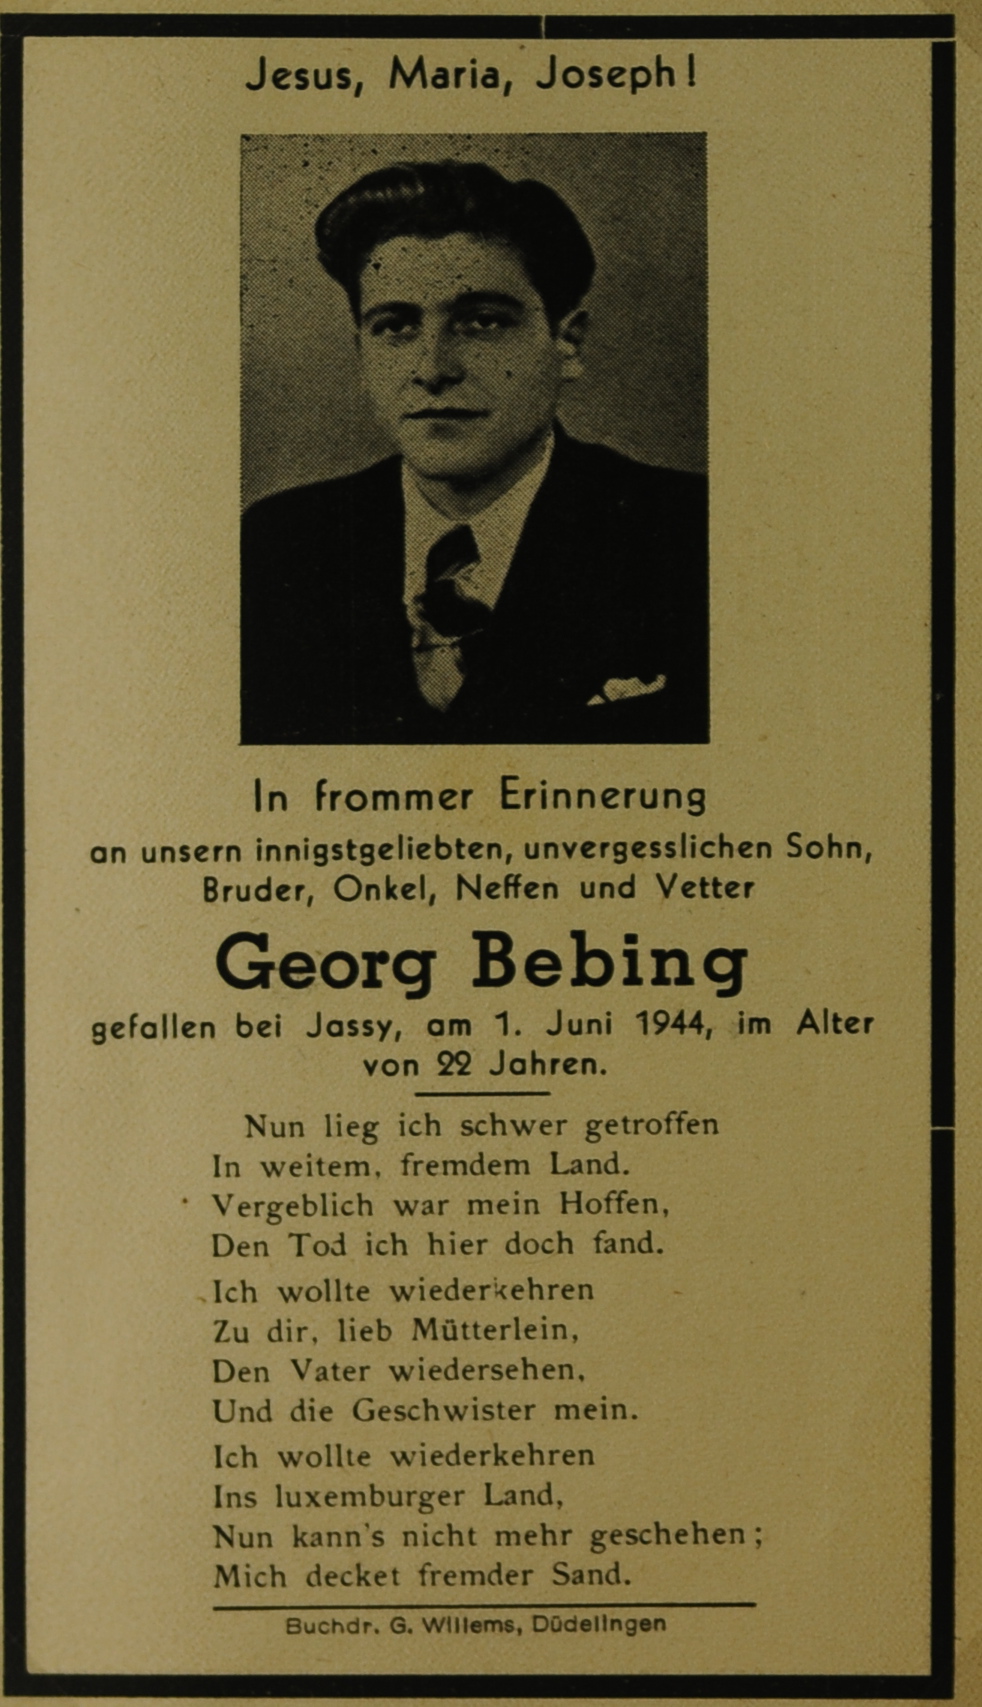 Jesus, Maria, Joseph!
In frommer Erinnerung
an unsern innigstgeliebten, unvergesslichen Sohn,
Bruder, Onkel, Neffen und Vetter
Georg Bebing
gefallen bei Jassy, am 1. Juni 1944, im Alter
von 22 Jahren.
Nun lieg ich schwer getroffen
In weitem, fremdem Land.
Vergeblich war mein Hoffen,
Den Tod ich hier doch fand.
Ich wollte wiederkehren
Zu dir, lieb Mütterlein,
Den Vater wiedersehen,
Und die Geschwister mein.
Ich wollte wiederkehren
Ins luxemburger Land,
Nun kann's nicht mehr geschehen;
Mich decket fremder Sand.
Buchdr. G. Willems, Düdelingen